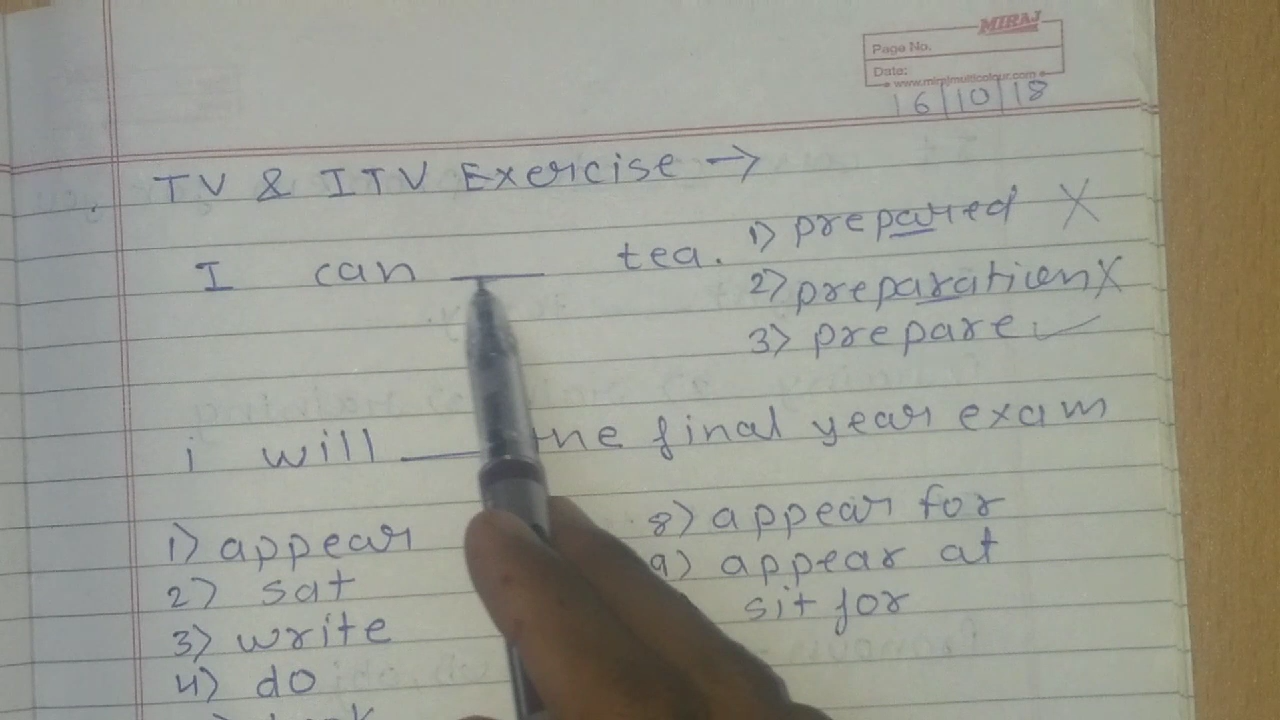 MIRAJ
Page No.
Date:
16/10/18
TV & ITV Exercise →
I can ___ tea. 1) prepared X
2) preparation X
3) prepare ✓
i will ___ the final year exam
1) appear
2) sat
3) write
4) do
8) appear for
9) appear at
sit for